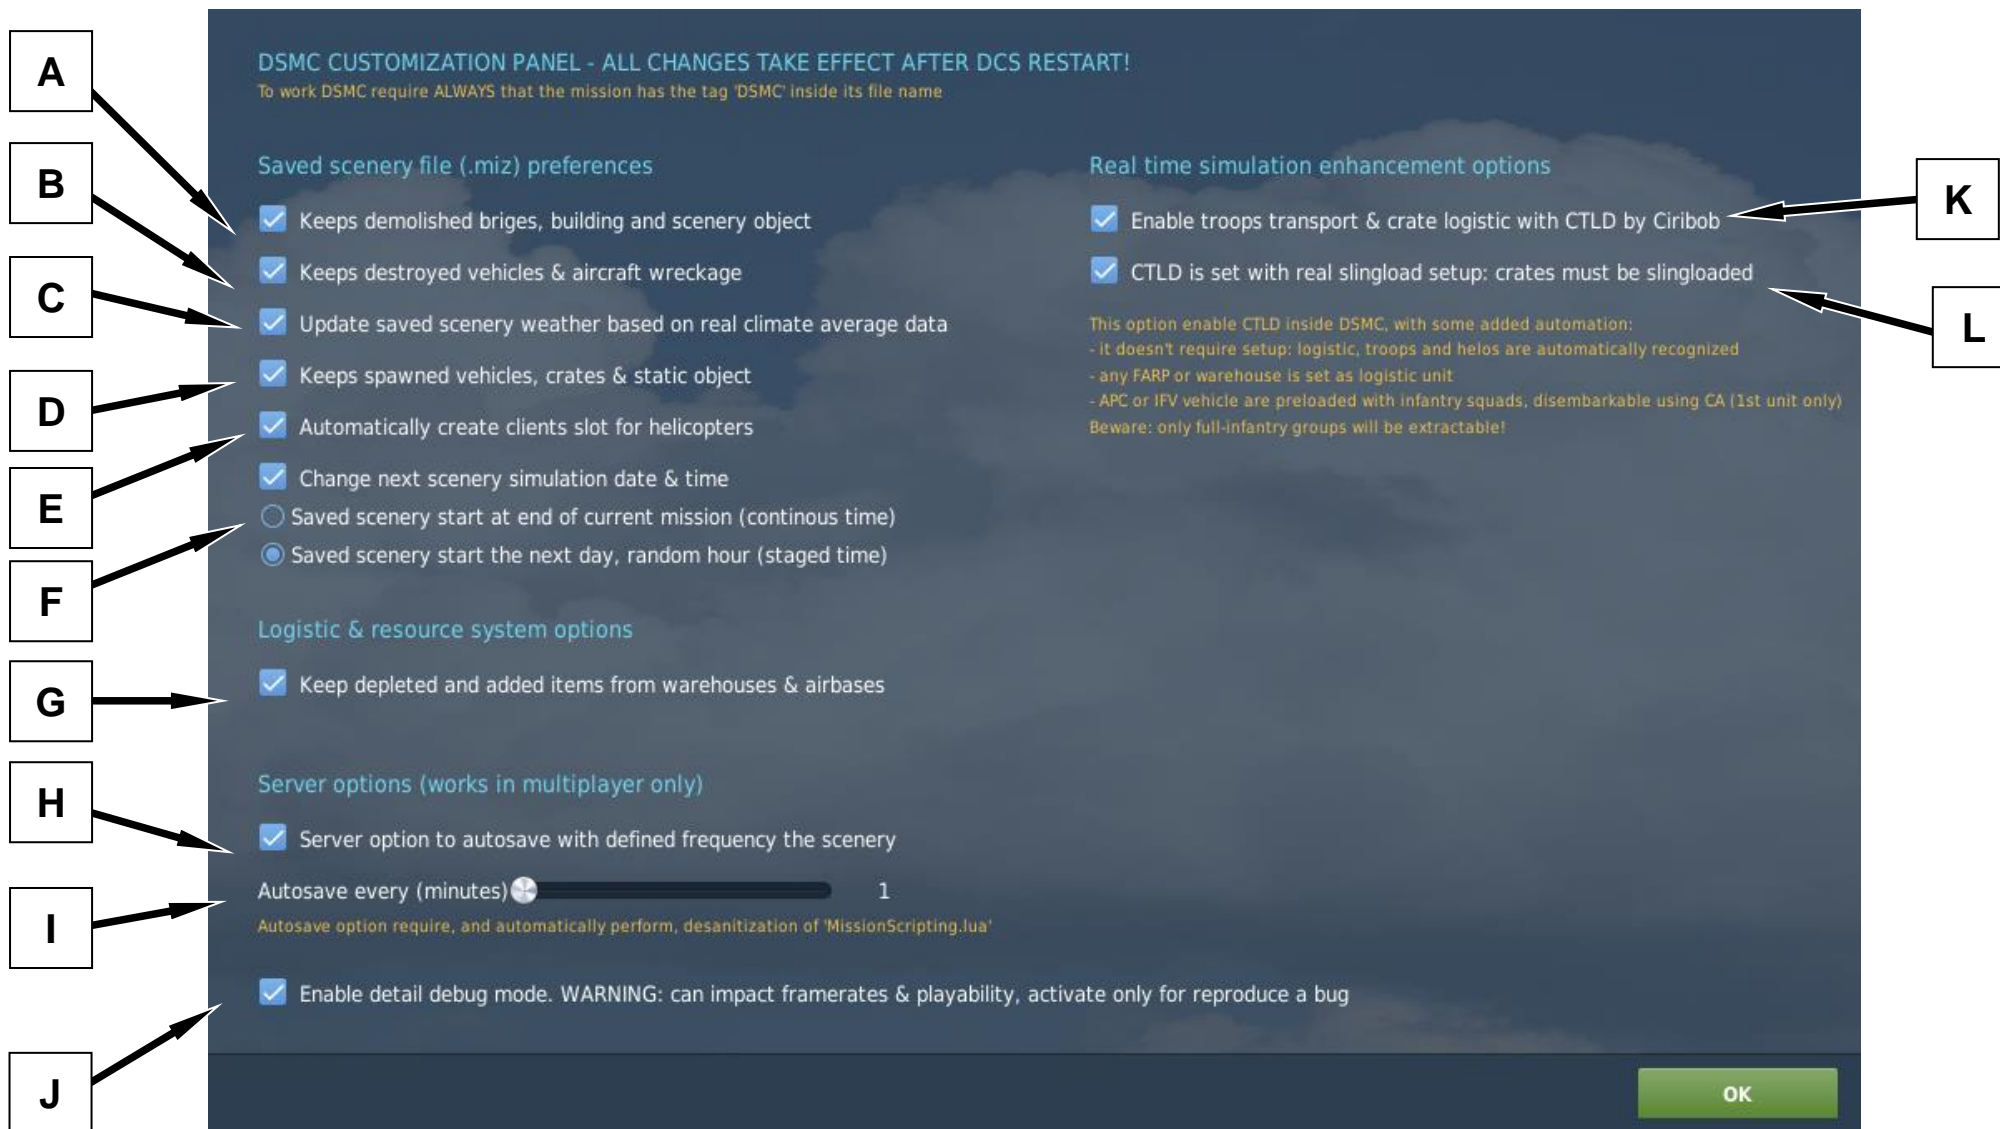 A
B
C
D
E
F
G
H
I
J
DSMC CUSTOMIZATION PANEL - ALL CHANGES TAKE EFFECT AFTER DCS RESTART!
To work DSMC require ALWAYS that the mission has the tag 'DSMC' inside its file name
Saved scenery file (.miz) preferences
Keeps demolished briges, building and scenery object
Keeps destroyed vehicles & aircraft wreckage
Update saved scenery weather based on real climate average data
Keeps spawned vehicles, crates & static object
Automatically create clients slot for helicopters
Change next scenery simulation date & time
Saved scenery start at end of current mission (continous time)
Saved scenery start the next day, random hour (staged time)
Logistic & resource system options
Keep depleted and added items from warehouses & airbases
Server options (works in multiplayer only)
Server option to autosave with defined frequency the scenery
Autosave every (minutes) 1
Autosave option require, and automatically perform, desanitization of 'MissionScripting.lua'
Enable detail debug mode. WARNING: can impact framerates & playability, activate only for reproduce a bug
Real time simulation enhancement options
Enable troops transport & crate logistic with CTLD by Ciribob
CTLD is set with real slingload setup: crates must be slingloaded
This option enable CTLD inside DSMC, with some added automation:
- it doesn't require setup: logistic, troops and helos are automatically recognized
- any FARP or warehouse is set as logistic unit
- APC or IFV vehicle are preloaded with infantry squads, disembarkable using CA (1st unit only)
Beware: only full-infantry groups will be extractable!
K
L
OK